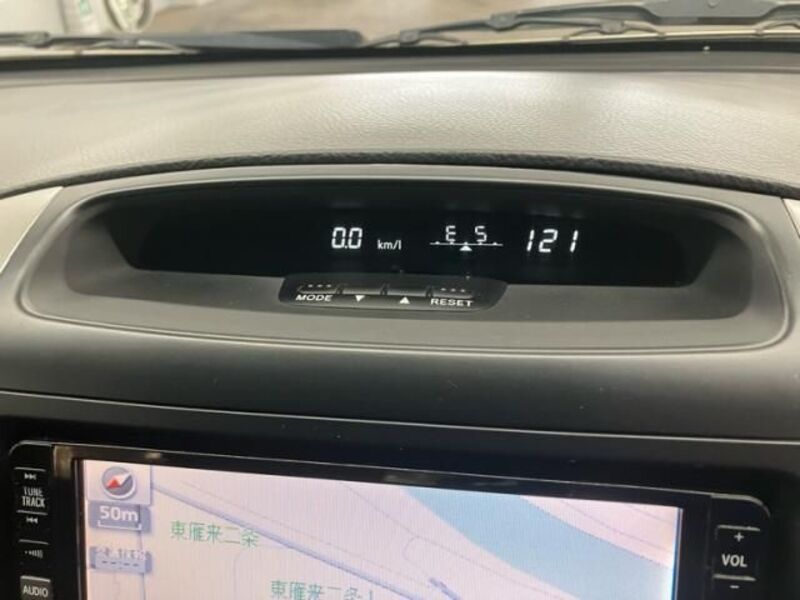 0.0 km/l E S 121
MODE ▼ ▲ RESET
TUNE
TRACK
50m
東雁来二条
東雁来二条1
AUDIO
+
VOL
-